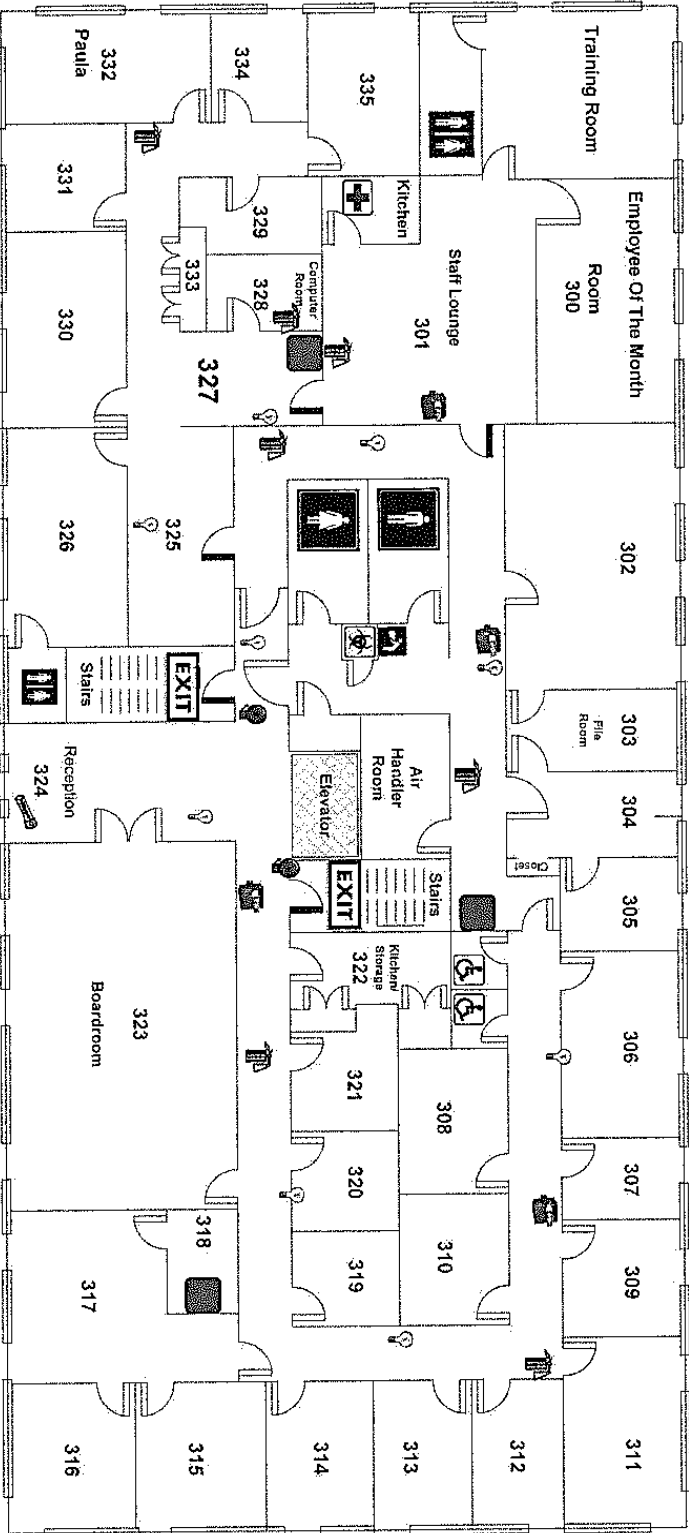 Training Room
Employee Of The Month
Room
300
302
303
File
Room
304
Closet
305
306
307
309
311
335
Kitchen
Staff Lounge
301
334
332
Paula
329
Computer
Room
328
333
327
331
330
326
325
EXIT
Stairs
Reception
324
Air
Handler
Room
Elevator
Stairs
EXIT
Kitchen/
Storage
322
321
308
320
310
319
323
Boardroom
318
317
312
313
314
315
316